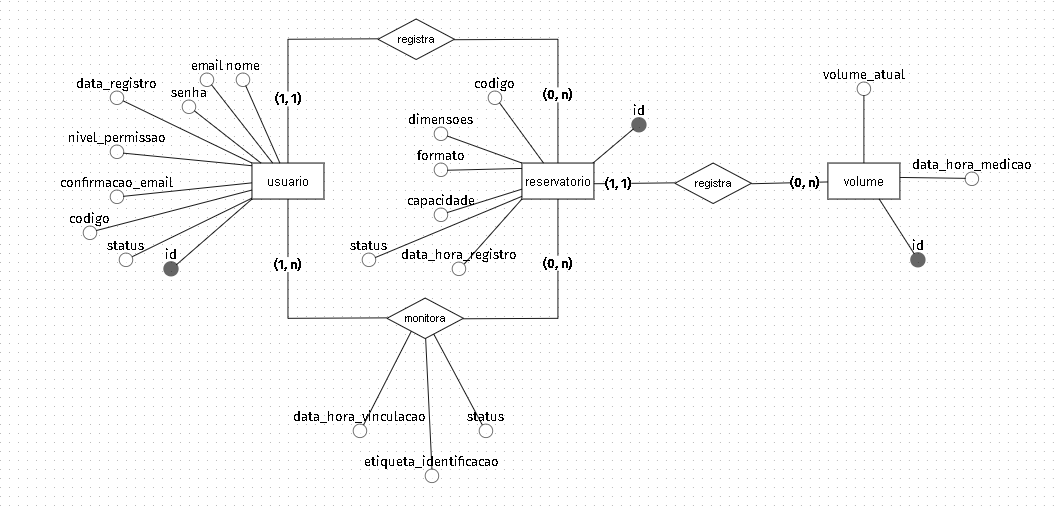 registra
email nome
data_registro
senha
(1, 1)
(0, n)
codigo
volume_atual
id
dimensoes
nivel_permissao
formato
data_hora_medicao
confirmacao_email
usuario
reservatorio
(1, 1)
registra
(0, n)
volume
capacidade
codigo
status
id
status
data_hora_registro
id
(1, n)
(0, n)
monitora
data_hora_vinculacao
status
etiqueta_identificacao